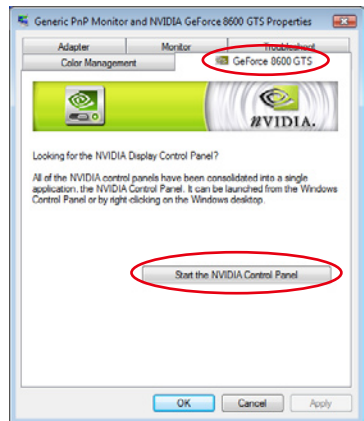 Generic PnP Monitor and NVIDIA GeForce 8600 GTS Properties
Adapter Monitor Troubleshoot
Color Management GeForce 8600 GTS
NVIDIA.
Looking for the NVIDIA Display Control Panel?
All of the NVIDIA control panels have been consolidated into a single
application, the NVIDIA Control Panel. It can be launched from the Windows
Control Panel or by right clicking on the Windows desktop.
Start the NVIDIA Control Panel
OK Cancel Apply